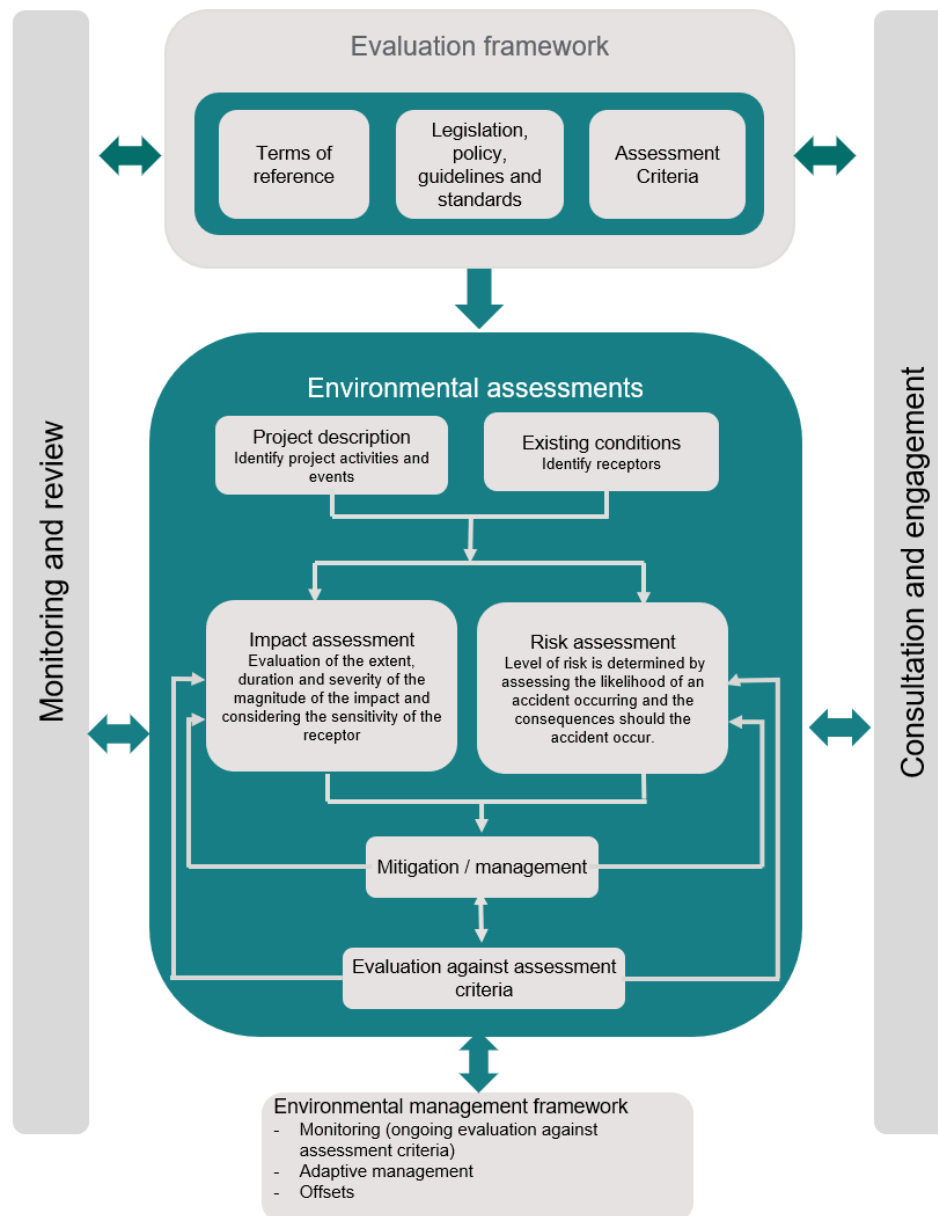 Evaluation framework
Terms of
reference
Legislation,
policy,
guidelines and
standards
Assessment
Criteria
Monitoring and review
Consultation and engagement
Environmental assessments
Project description
Identify project activities and
events
Existing conditions
Identify receptors
Impact assessment
Evaluation of the extent,
duration and severity of the
magnitude of the impact and
considering the sensitivity of the
receptor
Risk assessment
Level of risk is determined by
assessing the likelihood of an
accident occurring and the
consequences should the
accident occur.
Mitigation / management
Evaluation against assessment
criteria
Environmental management framework
- Monitoring (ongoing evaluation against
assessment criteria)
- Adaptive management
- Offsets